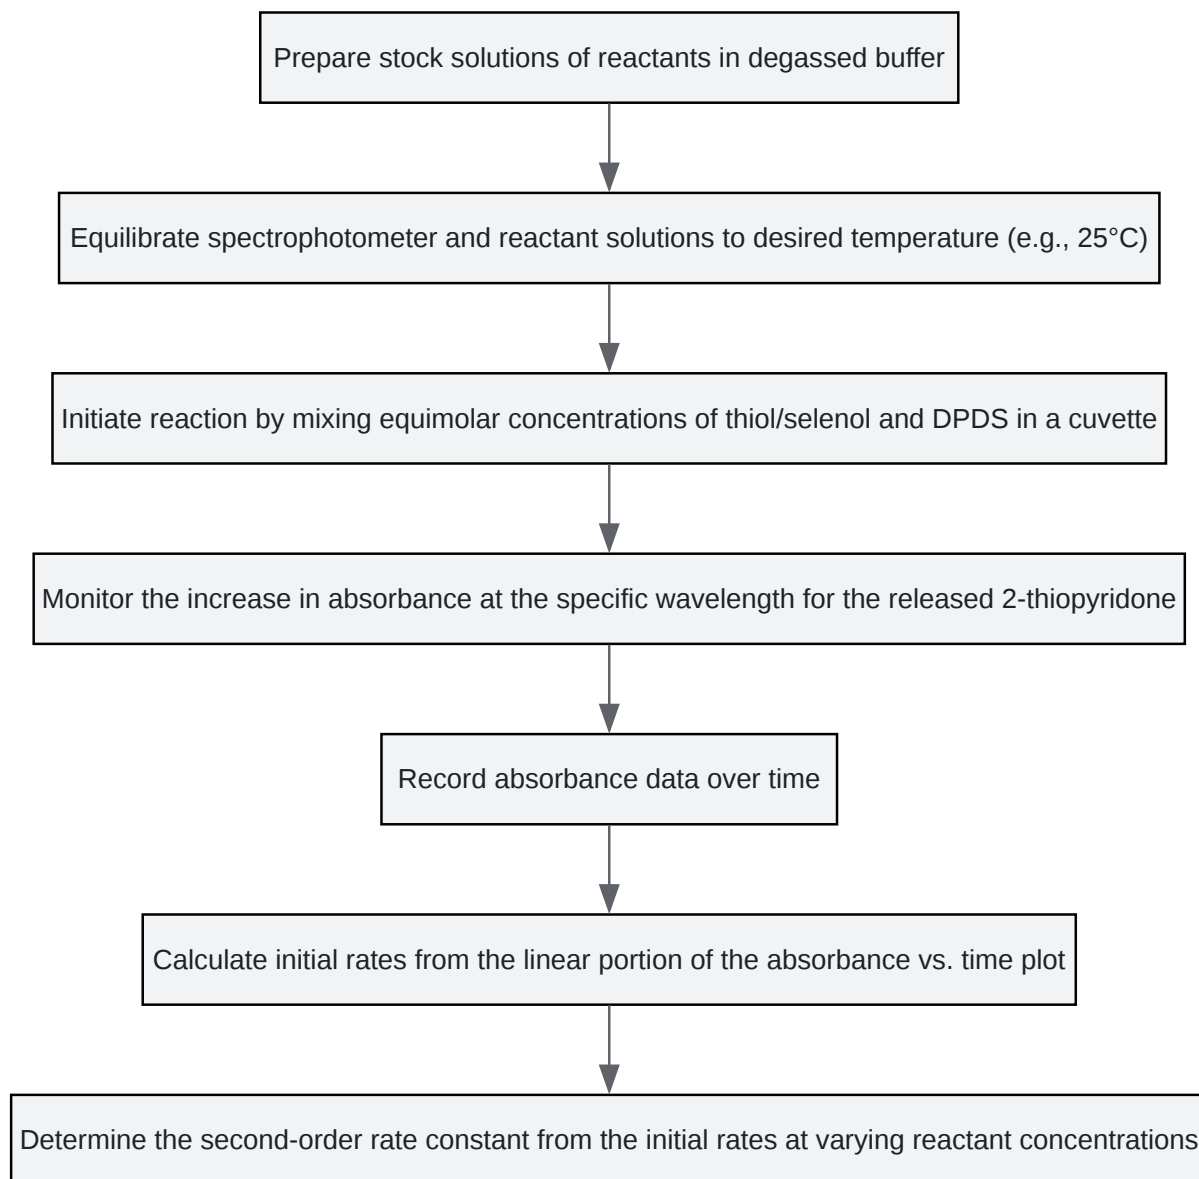 Prepare stock solutions of reactants in degassed buffer
Equilibrate spectrophotometer and reactant solutions to desired temperature (e.g., 25°C)
Initiate reaction by mixing equimolar concentrations of thiol/selenol and DPDS in a cuvette
Monitor the increase in absorbance at the specific wavelength for the released 2-thiopyridone
Record absorbance data over time
Calculate initial rates from the linear portion of the absorbance vs. time plot
Determine the second-order rate constant from the initial rates at varying reactant concentrations